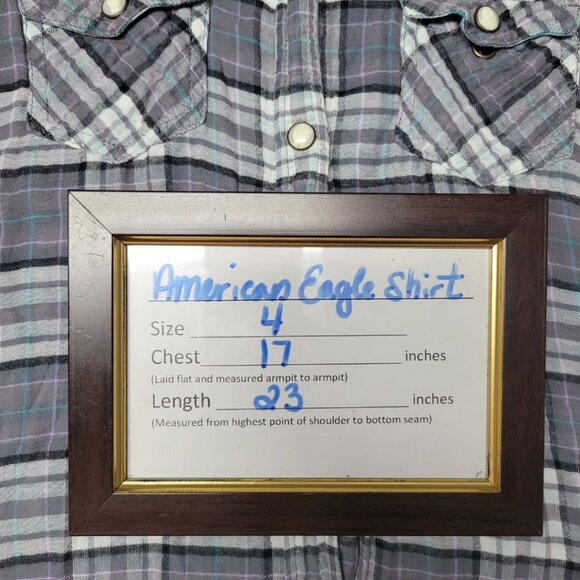 American Eagle Shirt
Size 4
Chest 17 inches
(Laid flat and measured armpit to armpit)
Length 23 inches
(Measured from highest point of shoulder to bottom seam)